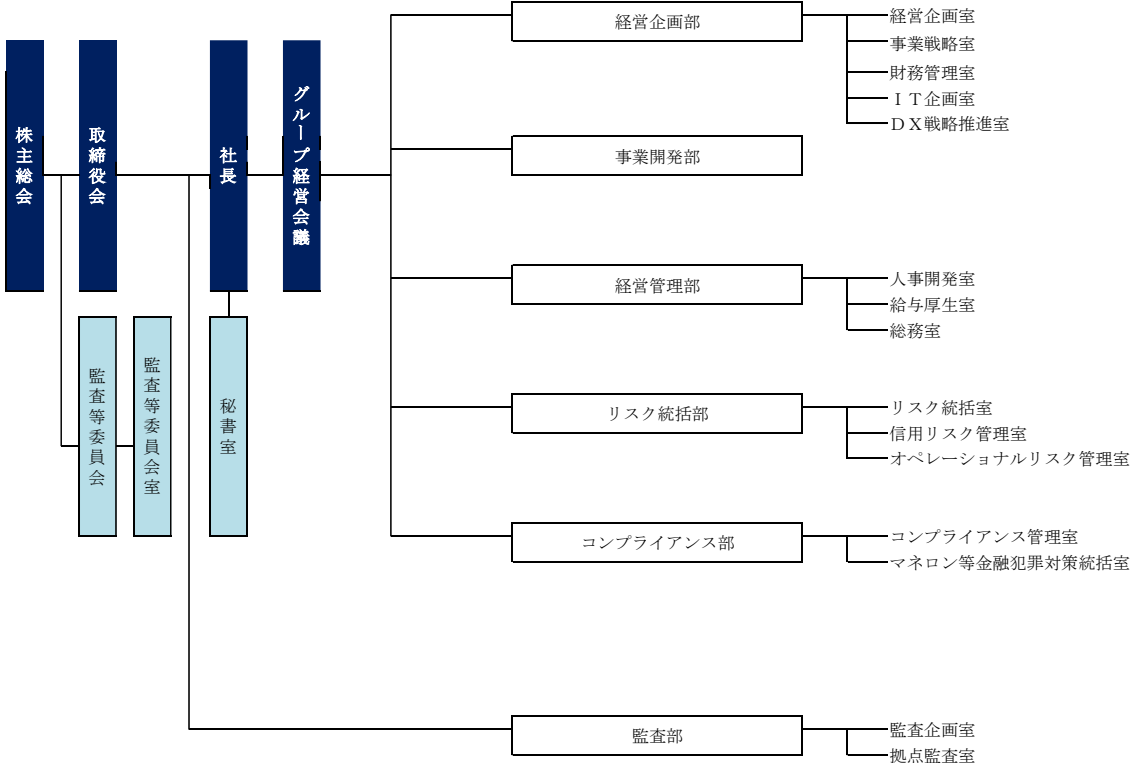 株主総会
取締役会
社長
グループ経営会議
監査等委員会
監査等委員会室
秘書室
経営企画部
経営企画室
事業戦略室
財務管理室
ＩＴ企画室
ＤＸ戦略推進室
事業開発部
経営管理部
人事開発室
給与厚生室
総務室
リスク統括部
リスク統括室
信用リスク管理室
オペレーショナルリスク管理室
コンプライアンス部
コンプライアンス管理室
マネロン等金融犯罪対策統括室
監査部
監査企画室
拠点監査室